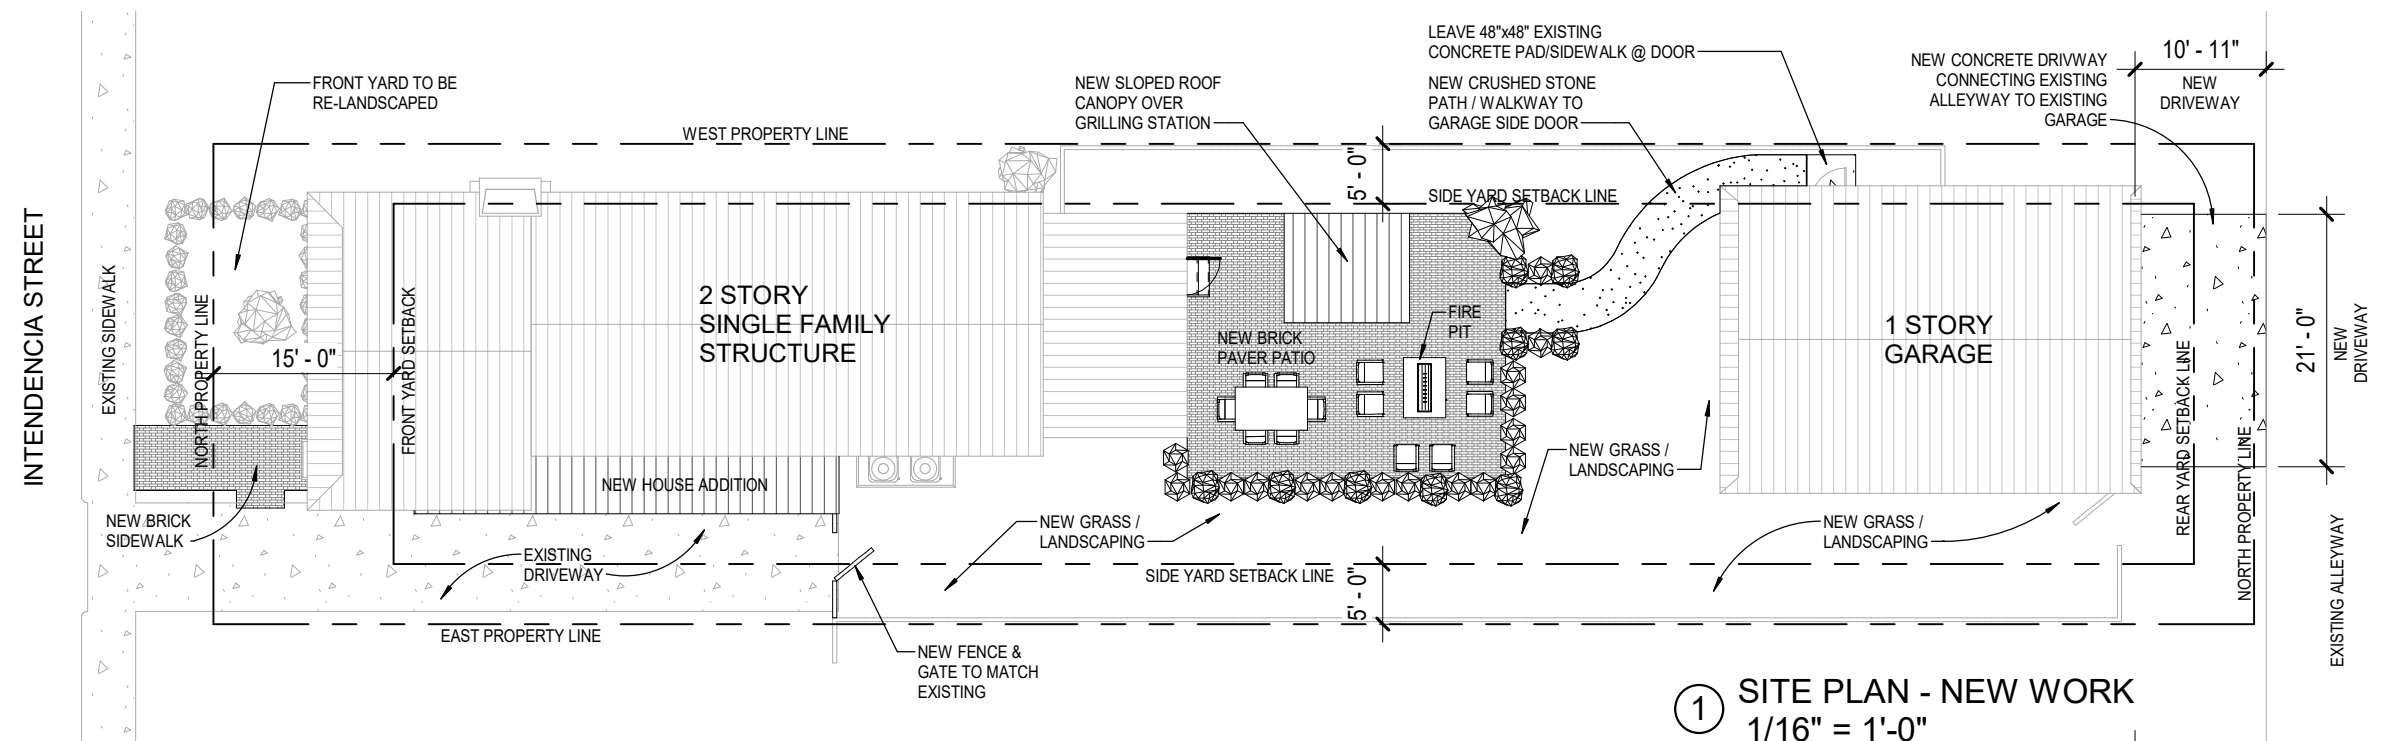 INTENDENCIA STREET
EXISTING SIDEWALK
FRONT YARD TO BE
RE-LANDSCAPED
NORTH PROPERTY LINE
15' - 0"
FRONT YARD SETBACK
NEW BRICK
SIDEWALK
WEST PROPERTY LINE
2 STORY
SINGLE FAMILY
STRUCTURE
NEW HOUSE ADDITION
EXISTING
DRIVEWAY
EAST PROPERTY LINE
NEW FENCE &
GATE TO MATCH
EXISTING
NEW SLOPED ROOF
CANOPY OVER
GRILLING STATION
5' - 0"
LEAVE 48"x48" EXISTING
CONCRETE PAD/SIDEWALK @ DOOR
NEW CRUSHED STONE
PATH / WALKWAY TO
GARAGE SIDE DOOR
SIDE YARD SETBACK LINE
FIRE
PIT
NEW BRICK
PAVER PATIO
NEW GRASS /
LANDSCAPING
NEW GRASS /
LANDSCAPING
SIDE YARD SETBACK LINE
5' - 0"
NEW GRASS /
LANDSCAPING
1 STORY
GARAGE
NEW CONCRETE DRIVWAY
CONNECTING EXISTING
ALLEYWAY TO EXISTING
GARAGE
10' - 11"
NEW
DRIVEWAY
21' - 0"
NEW
DRIVEWAY
REAR YARD SETBACK LINE
NORTH PROPERTY LINE
EXISTING ALLEYWAY
1
SITE PLAN - NEW WORK
1/16" = 1'-0"